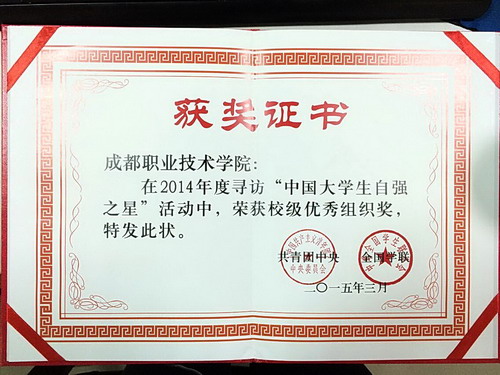 获奖证书
成都职业技术学院：
在2014年度寻访“中国大学生自强
之星”活动中，荣获校级优秀组织奖，
特发此状。
共青团中央 全国学联
二〇一五年三月